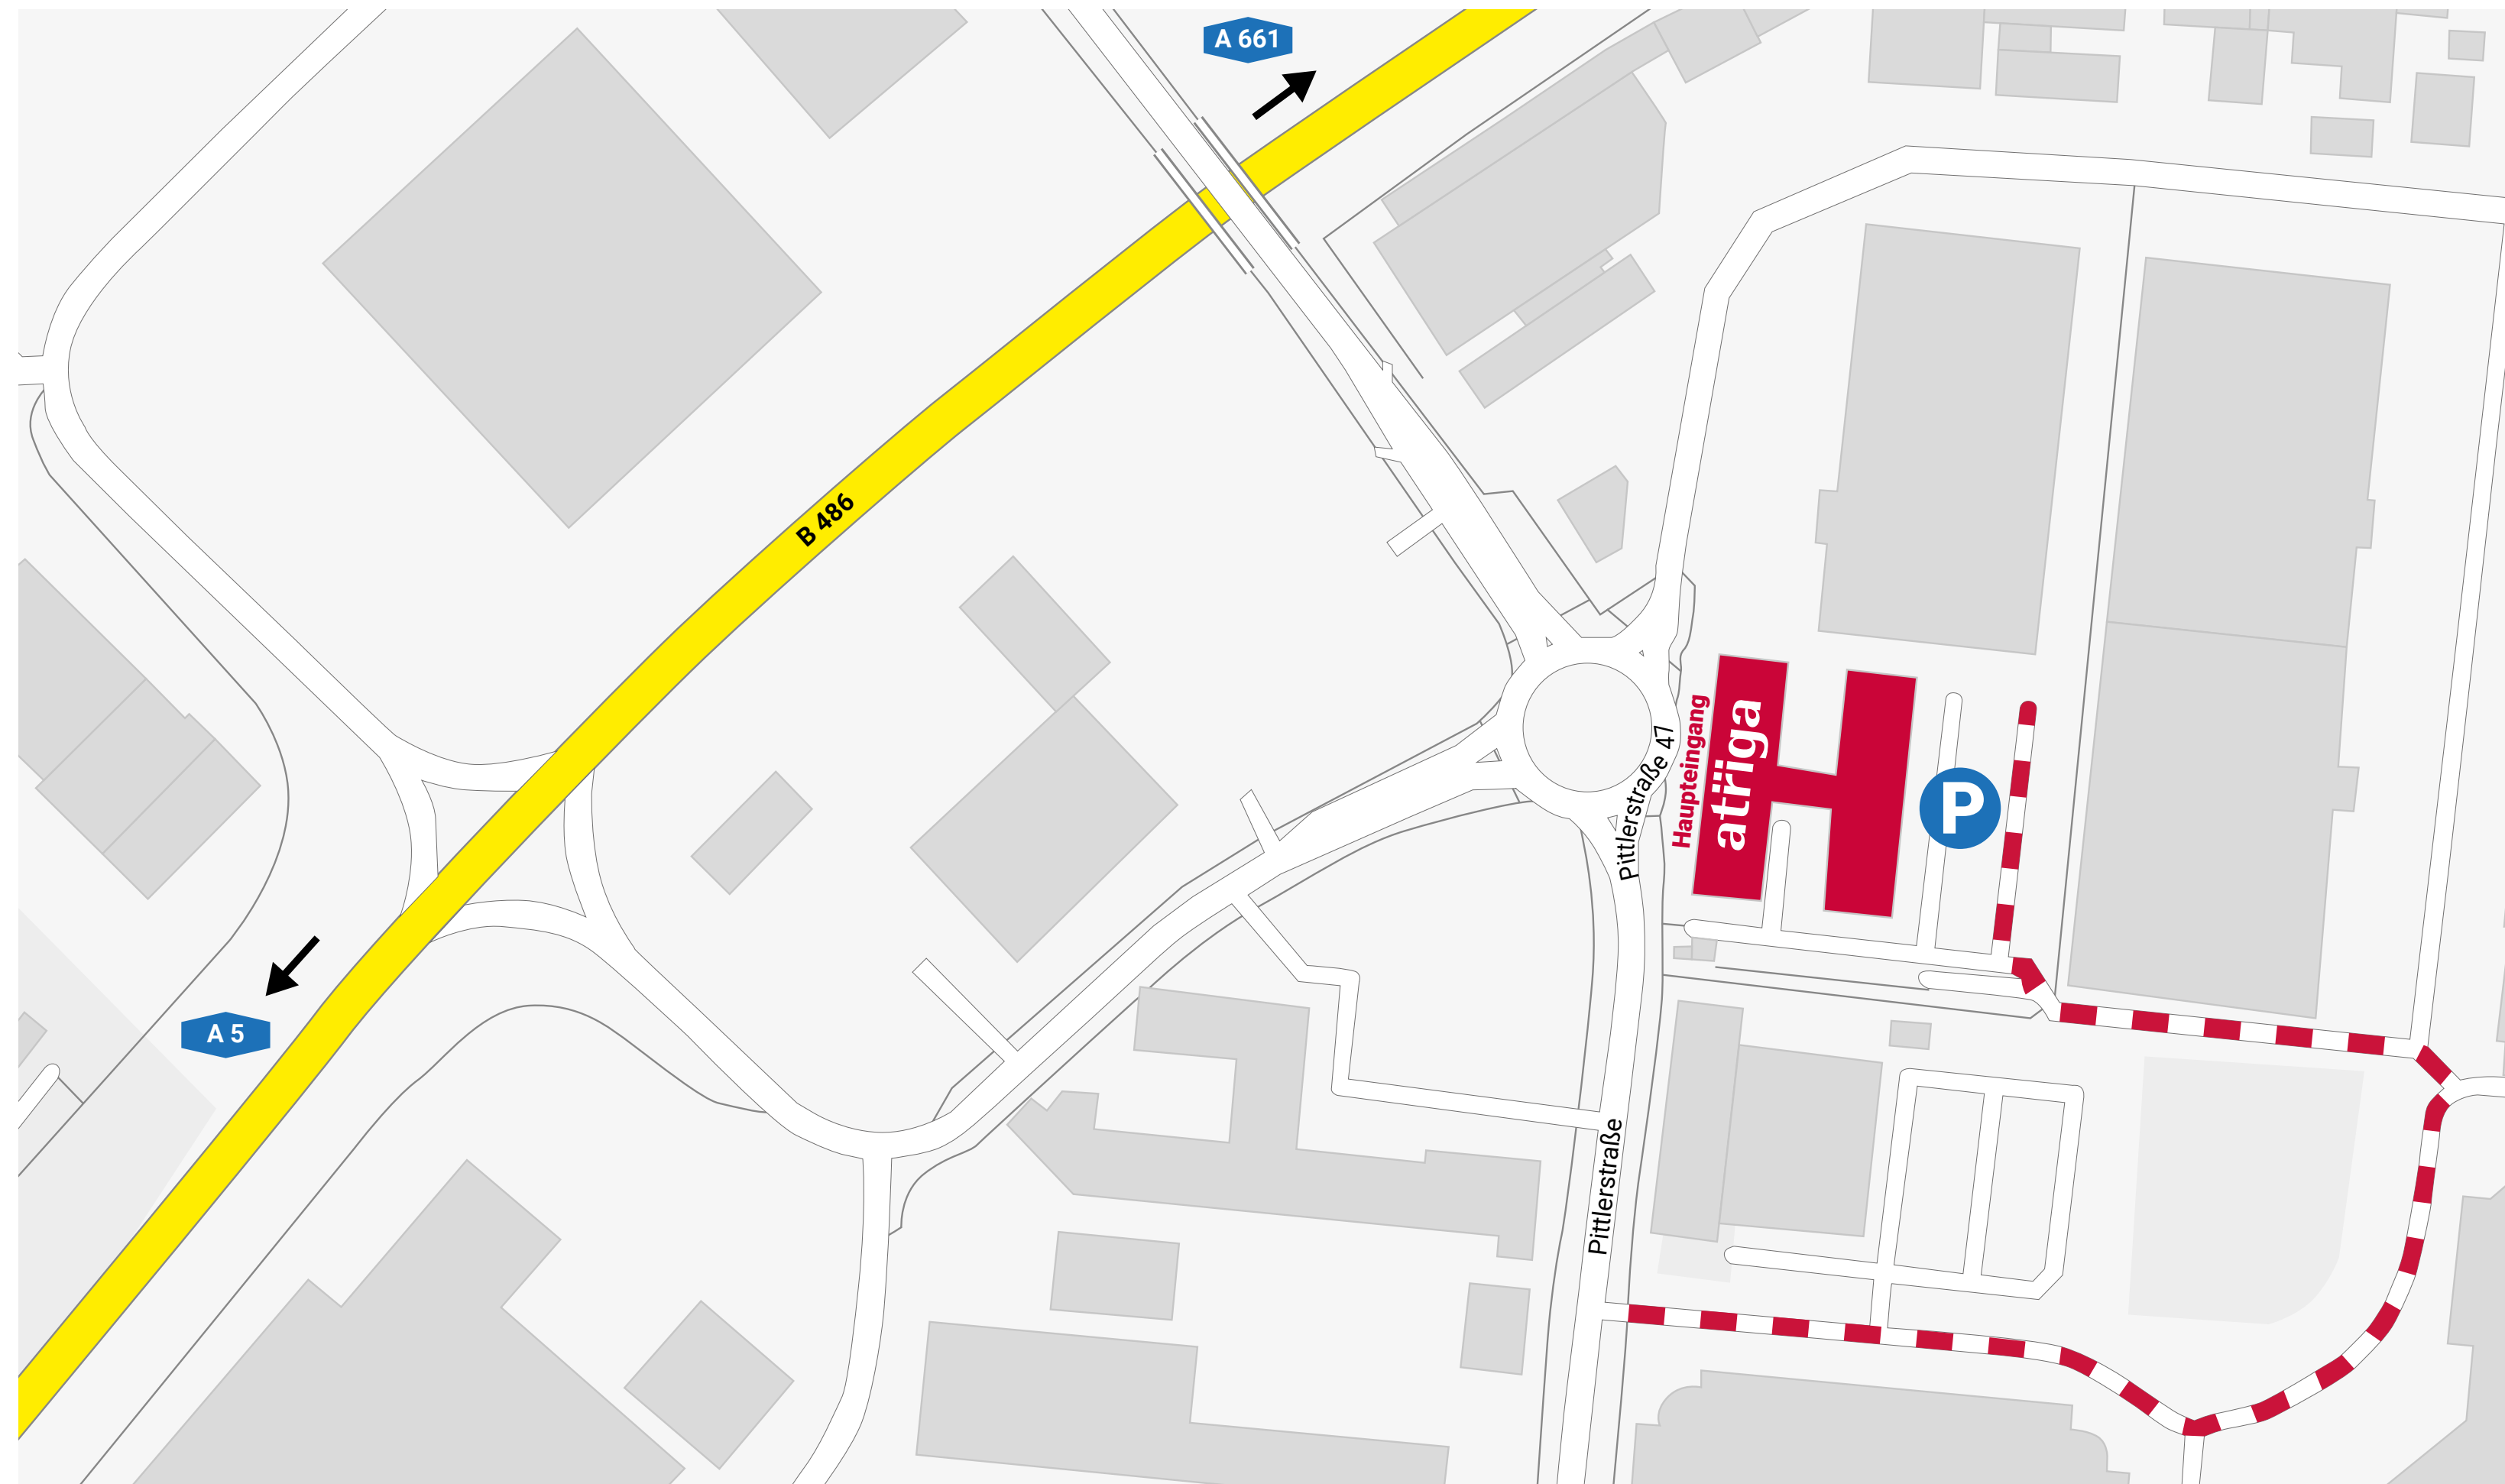 A 661
B 486
Pittlerstraße 47
Haupteingang
atriga
P
A 5
Pittlerstraße